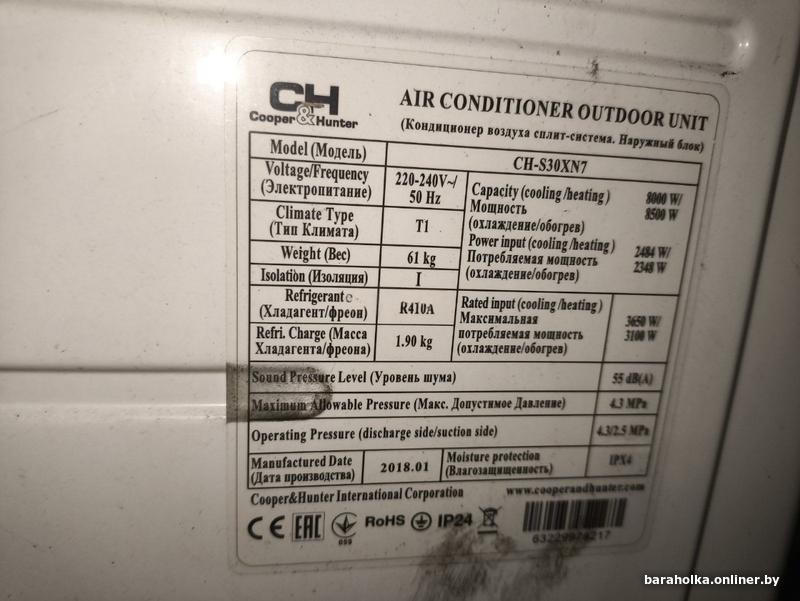 CH
Cooper&Hunter
AIR CONDITIONER OUTDOOR UNIT
(Кондиционер воздуха сплит-система. Наружный блок)
Model (Модель)
CH-S30XN7
Voltage/Frequency
(Электропитание)
220-240V~/
50 Hz
Climate Type
(Тип Климата)
T1
Weight (Вес)
61 kg
Isolation (Изоляция)
I
Refrigerant
(Хладагент/фреон)
R410A
Refri. Charge (Масса
Хладагента/фреона)
1.90 kg
Capacity (cooling /heating )
Мощность
(охлаждение/обогрев)
8000 W/
8500 W
Power input (cooling /heating )
Потребляемая мощность
(охлаждение/обогрев)
2484 W/
2348 W
Rated input (cooling /heating )
Максимальная
потребляемая мощность
(охлаждение/обогрев)
3650 W/
3100 W
Sound Pressure Level (Уровень шума)
55 dB(A)
Maximum Allowable Pressure (Макс. Допустимое Давление)
4.3 MPa
Operating Pressure (discharge side/suction side)
4.3/2.5 MPa
Manufactured Date
(Дата производства)
2018.01
Moisture protection
(Влагозащищенность)
IPX4
Cooper&Hunter International Corporation
www.cooperandhunter.com
CE EAC 099 RoHS IP24
baraholka.onliner.by